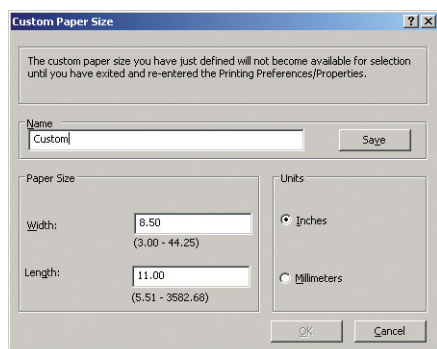 Custom Paper Size
The custom paper size you have just defined will not become available for selection
until you have exited and re-entered the Printing Preferences/Properties.
Name
Custom
Save
Paper Size
Width:
8.50
(3.00 - 44.25)
Length:
11.00
(5.51 - 3582.68)
Units
Inches
Millimeters
OK
Cancel